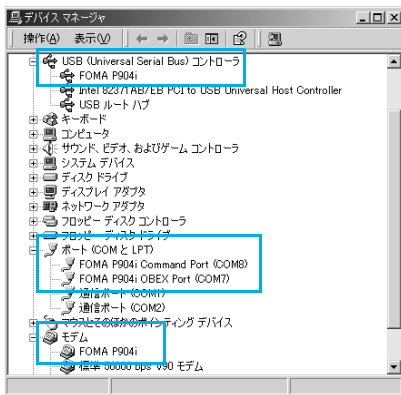 デバイス マネージャ
操作(A) 表示(V)
USB (Universal Serial Bus) コントローラ
FOMA P904i
Intel 82371AB/EB PCI to USB Universal Host Controller
USB ルート ハブ
キーボード
コンピュータ
サウンド、ビデオ、およびゲーム コントローラ
システム デバイス
ディスク ドライブ
ディスプレイ アダプタ
ネットワーク アダプタ
フロッピー ディスク コントローラ
フロッピー ディスク ドライブ
ポート (COM と LPT)
FOMA P904i Command Port (COM8)
FOMA P904i OBEX Port (COM7)
通信ポート (COM1)
通信ポート (COM2)
マウスとそのほかのポインティング デバイス
モデム
FOMA P904i
標準 56000 bps V90 モデム